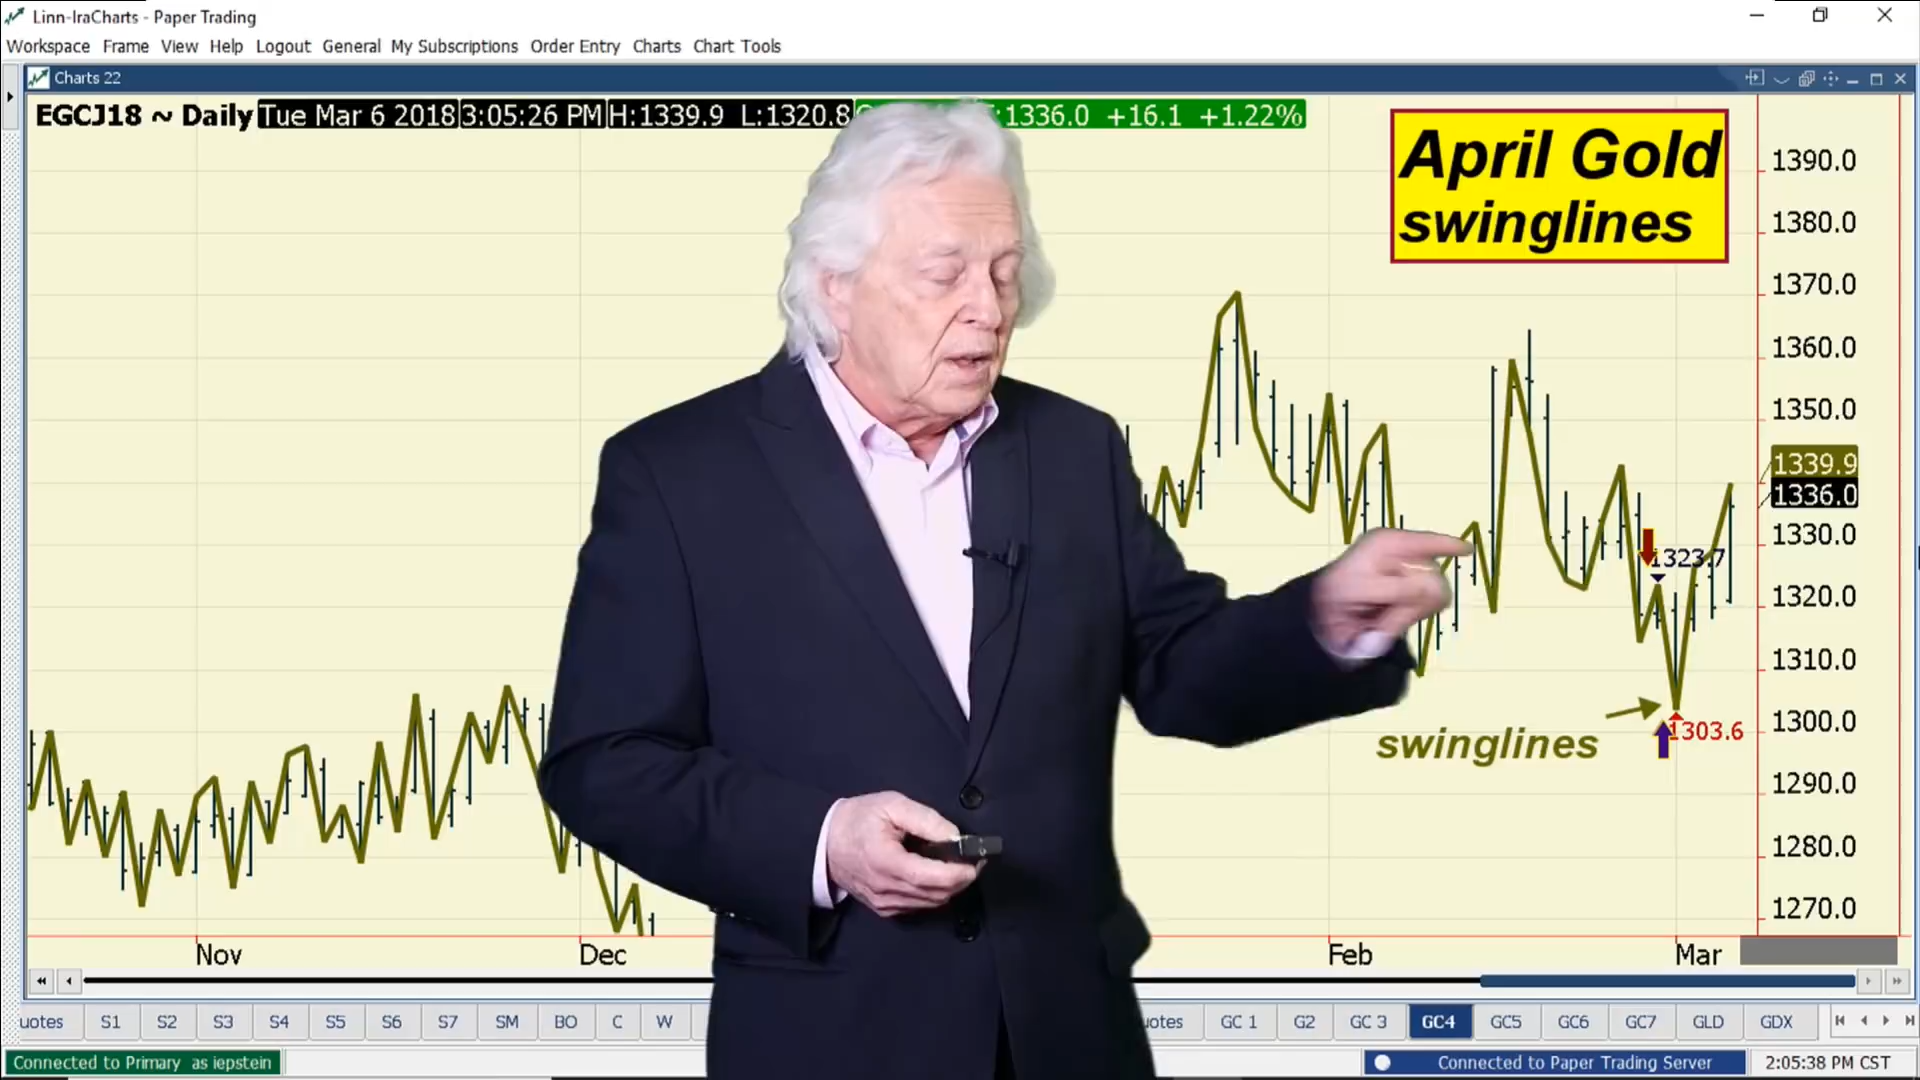 Linn-IraCharts - Paper Trading
Workspace Frame View Help Logout General My Subscriptions Order Entry Charts Chart Tools
Charts 22
EGCJ18 ~ Daily Tue Mar 6 2018 3:05:26 PM H:1339.9 L:1320.8 :1336.0 +16.1 +1.22%
April Gold
swinglines
1390.0
1380.0
1370.0
1360.0
1350.0
1339.9
1336.0
1330.0
1323.7
1320.0
1310.0
1300.0
1303.6
swinglines
1290.0
1280.0
1270.0
Nov Dec Feb Mar
uotes S1 S2 S3 S4 S5 S6 S7 SM BO C W uotes GC 1 G2 GC 3 GC4 GC5 GC6 GC7 GLD GDX
Connected to Primary as iepstein Connected to Paper Trading Server 2:05:38 PM CST